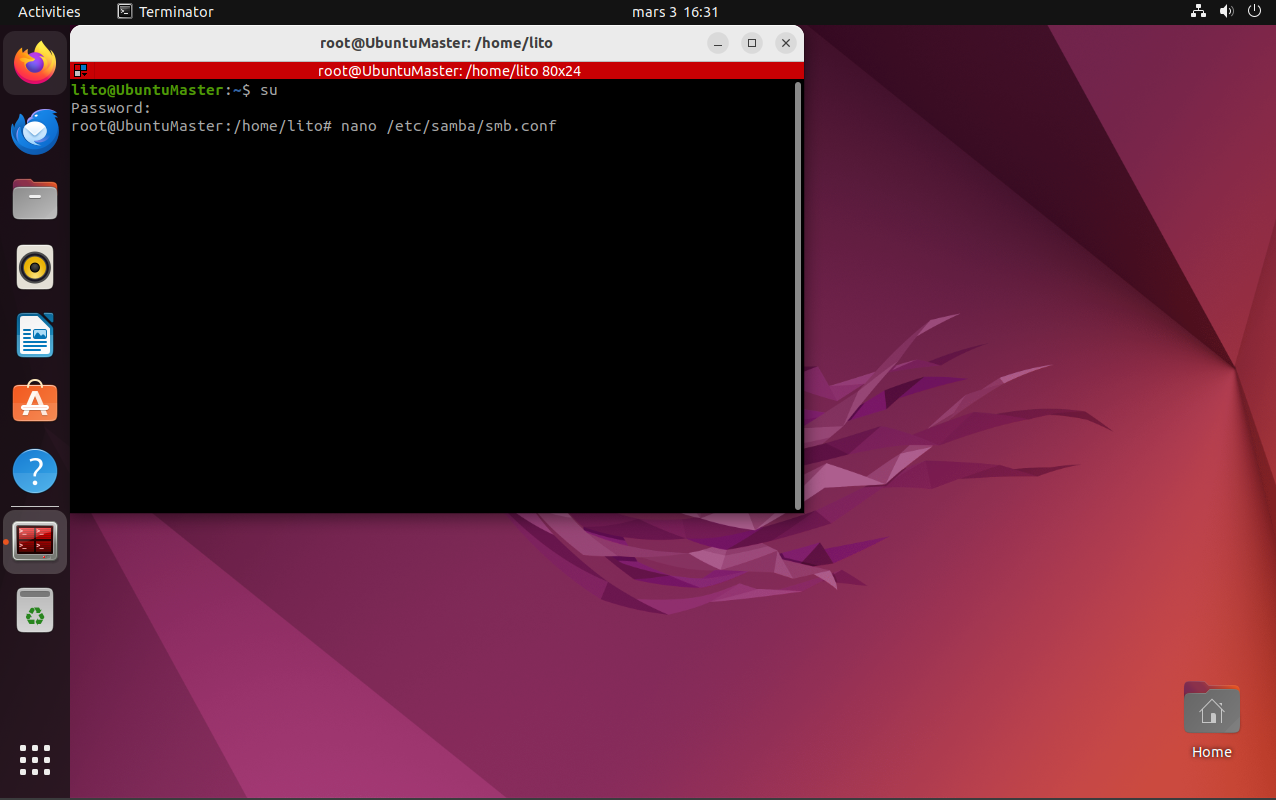 Activities
Terminator
mars 3 16:31
root@UbuntuMaster: /home/lito
root@UbuntuMaster: /home/lito 80x24
lito@UbuntuMaster:~$ su
Password:
root@UbuntuMaster:/home/lito# nano /etc/samba/smb.conf
Home